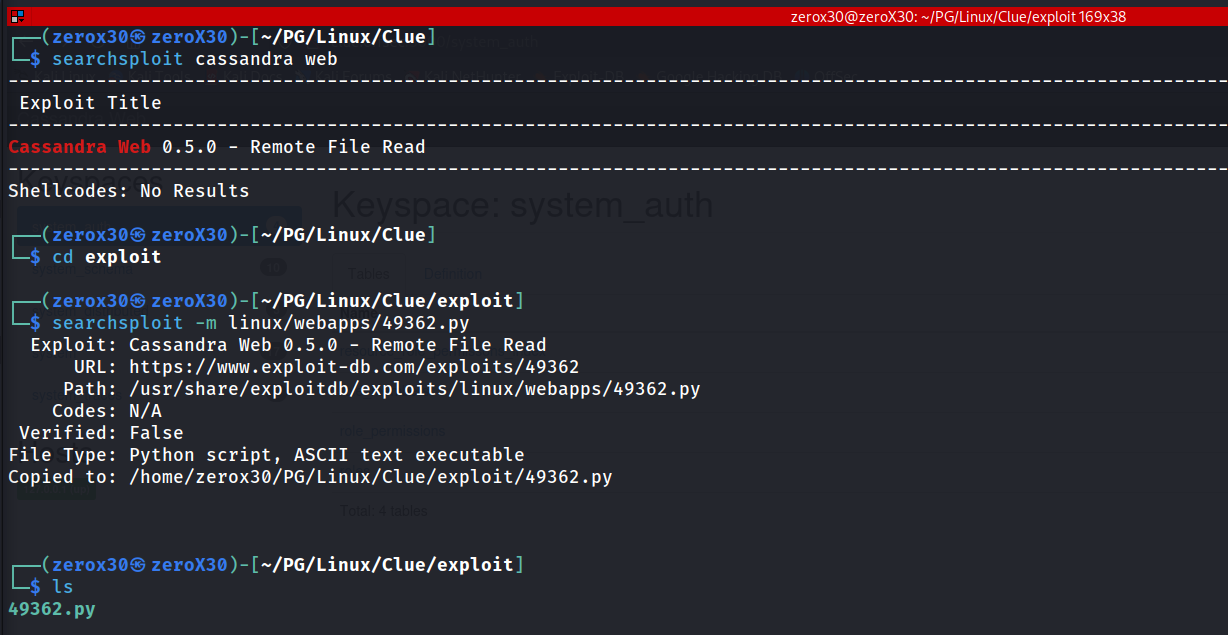 zerox30@zeroX30: ~/PG/Linux/Clue/exploit 169x38
┌──(zerox30㉿zeroX30)-[~/PG/Linux/Clue]
└─$ searchsploit cassandra web
Exploit Title
Cassandra Web 0.5.0 - Remote File Read
Shellcodes: No Results
Keyspaces
Keyspace: system_auth
┌──(zerox30㉿zeroX30)-[~/PG/Linux/Clue]
└─$ cd exploit
10
Tables Definition
┌──(zerox30㉿zeroX30)-[~/PG/Linux/Clue/exploit]
└─$ searchsploit -m linux/webapps/49362.py
Exploit: Cassandra Web 0.5.0 - Remote File Read
URL: https://www.exploit-db.com/exploits/49362
Path: /usr/share/exploitdb/exploits/linux/webapps/49362.py
Codes: N/A
Verified: False
role_permissions
File Type: Python script, ASCII text executable
Copied to: /home/zerox30/PG/Linux/Clue/exploit/49362.py
Total: 4 tables
┌──(zerox30㉿zeroX30)-[~/PG/Linux/Clue/exploit]
└─$ ls
49362.py